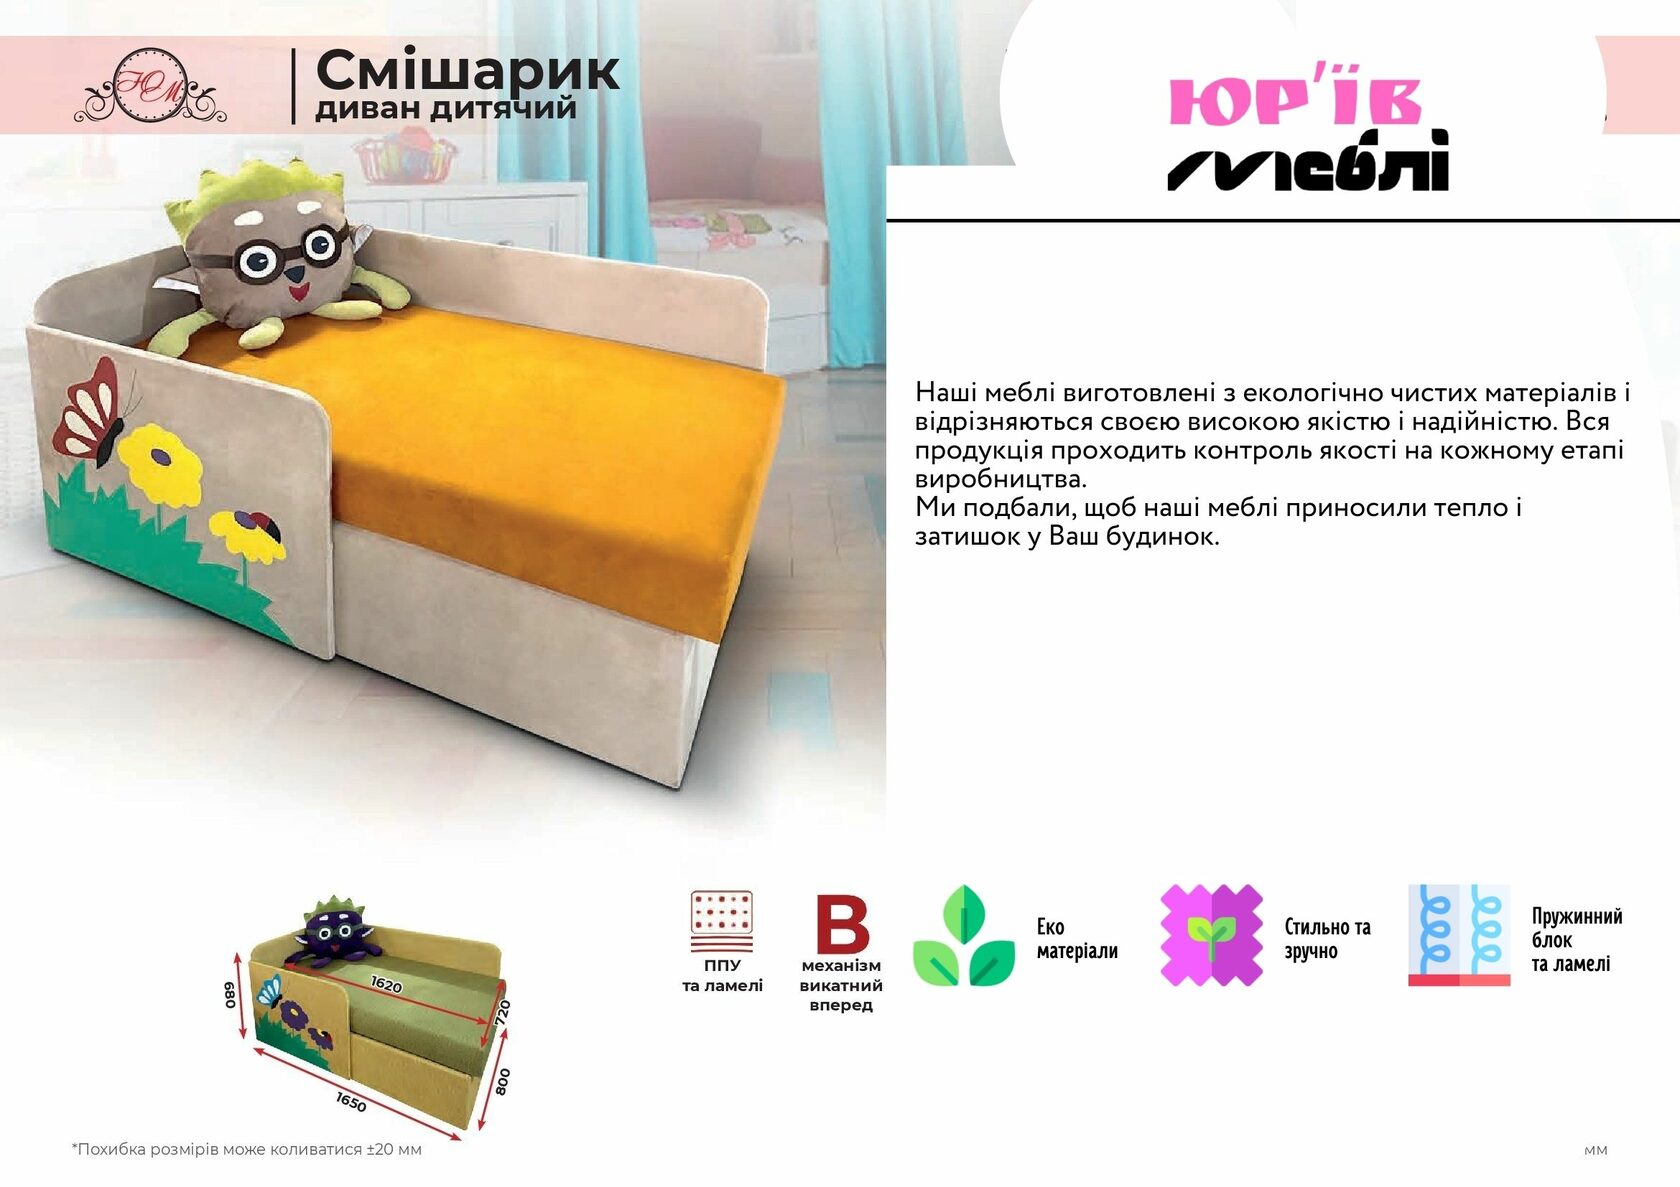 ЮМ
Смішарик
диван дитячий
ЮР'ЇВ
меблі
Наші меблі виготовлені з екологічно чистих матеріалів і
відрізняються своєю високою якістю і надійністю. Вся
продукція проходить контроль якості на кожному етапі
виробництва.
Ми подбали, щоб наші меблі приносили тепло і
затишок у Ваш будинок.
ППУ
та ламелі
В
механізм
викатний
вперед
Еко
матеріали
Стильно та
зручно
Пружинний
блок
та ламелі
680
1620
720
800
1650
*Похибка розмірів може коливатися ±20 мм
мм